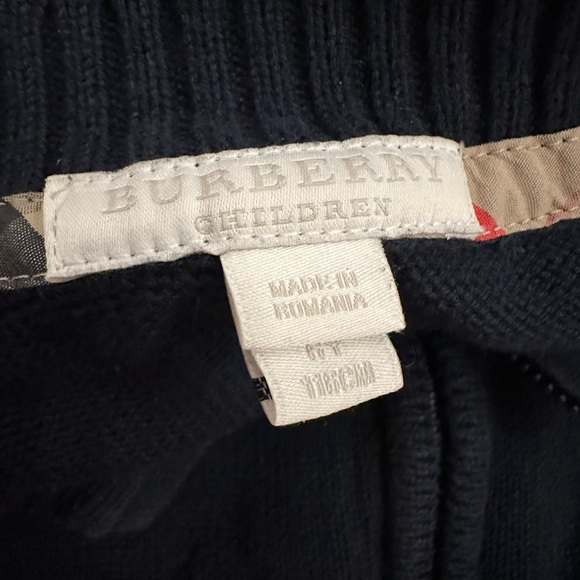 BURBERRY
CHILDREN
MADE IN
ROMANIA
6Y
116CM